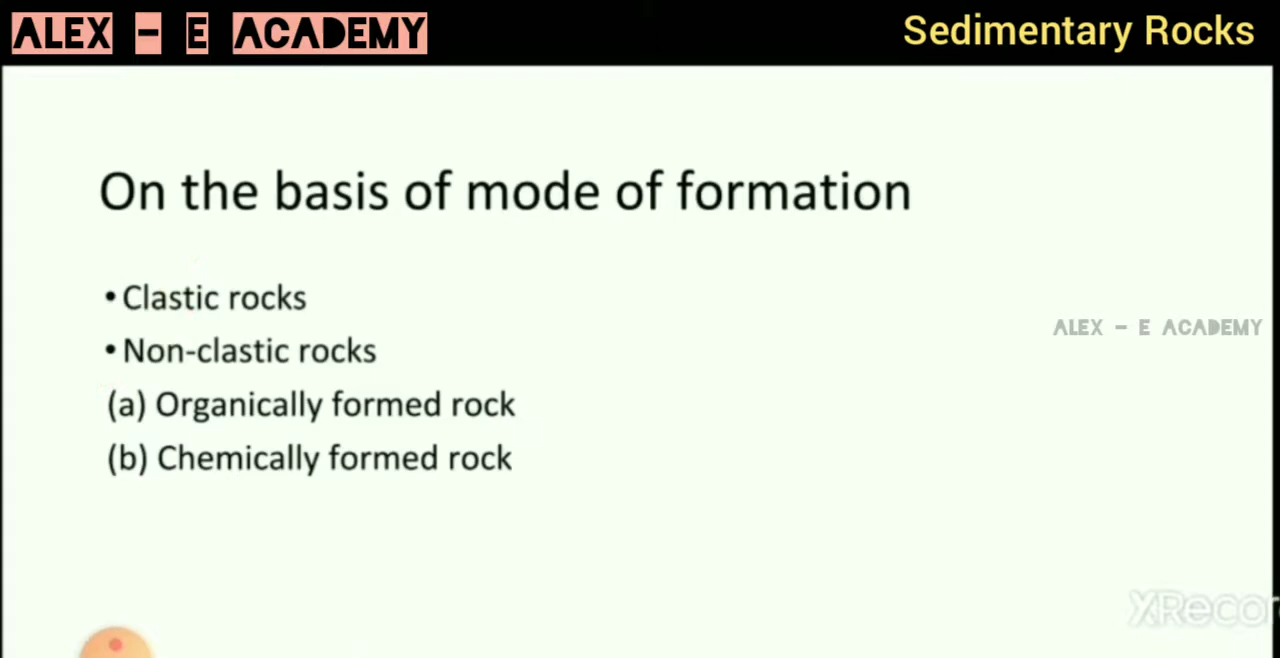 ALEX - E ACADEMY
Sedimentary Rocks
On the basis of mode of formation
• Clastic rocks
• Non-clastic rocks
ALEX - E ACADEMY
(a) Organically formed rock
(b) Chemically formed rock